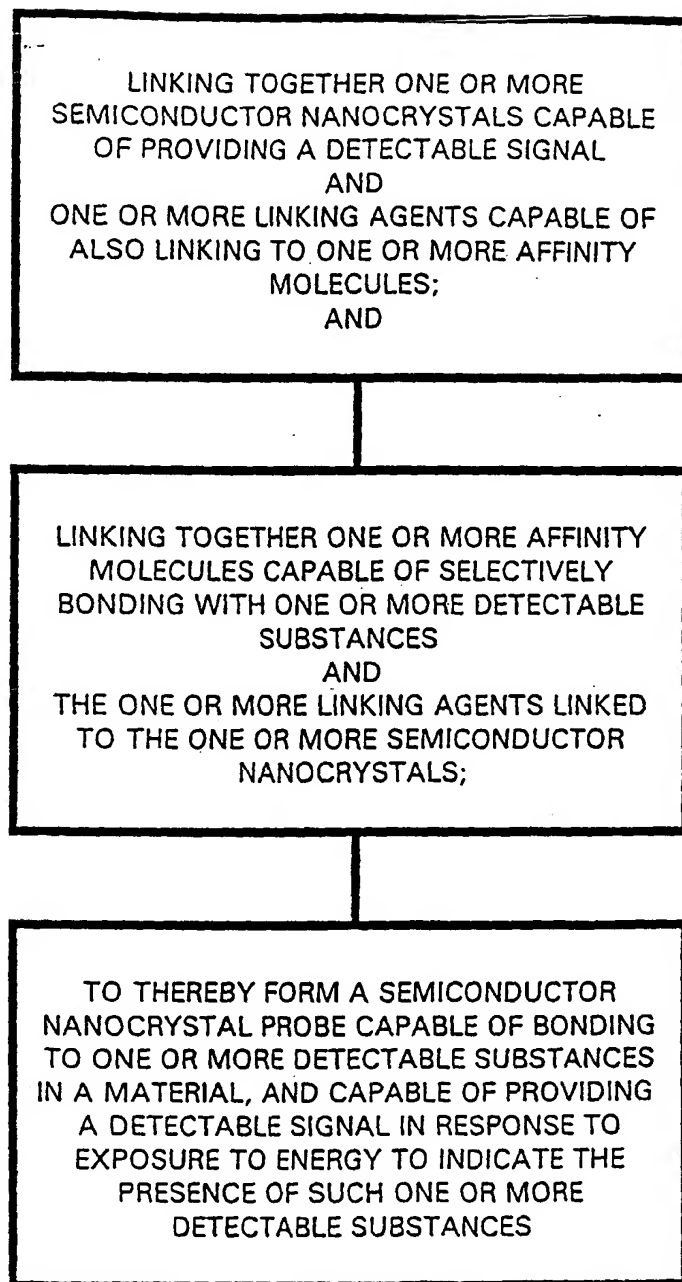 LINKING TOGETHER ONE OR MORE
SEMICONDUCTOR NANOCRYSTALS CAPABLE
OF PROVIDING A DETECTABLE SIGNAL
AND
ONE OR MORE LINKING AGENTS CAPABLE OF
ALSO LINKING TO ONE OR MORE AFFINITY
MOLECULES;
AND
LINKING TOGETHER ONE OR MORE AFFINITY
MOLECULES CAPABLE OF SELECTIVELY
BONDING WITH ONE OR MORE DETECTABLE
SUBSTANCES
AND
THE ONE OR MORE LINKING AGENTS LINKED
TO THE ONE OR MORE SEMICONDUCTOR
NANOCRYSTALS;
TO THEREBY FORM A SEMICONDUCTOR
NANOCRYSTAL PROBE CAPABLE OF BONDING
TO ONE OR MORE DETECTABLE SUBSTANCES
IN A MATERIAL, AND CAPABLE OF PROVIDING
A DETECTABLE SIGNAL IN RESPONSE TO
EXPOSURE TO ENERGY TO INDICATE THE
PRESENCE OF SUCH ONE OR MORE
DETECTABLE SUBSTANCES